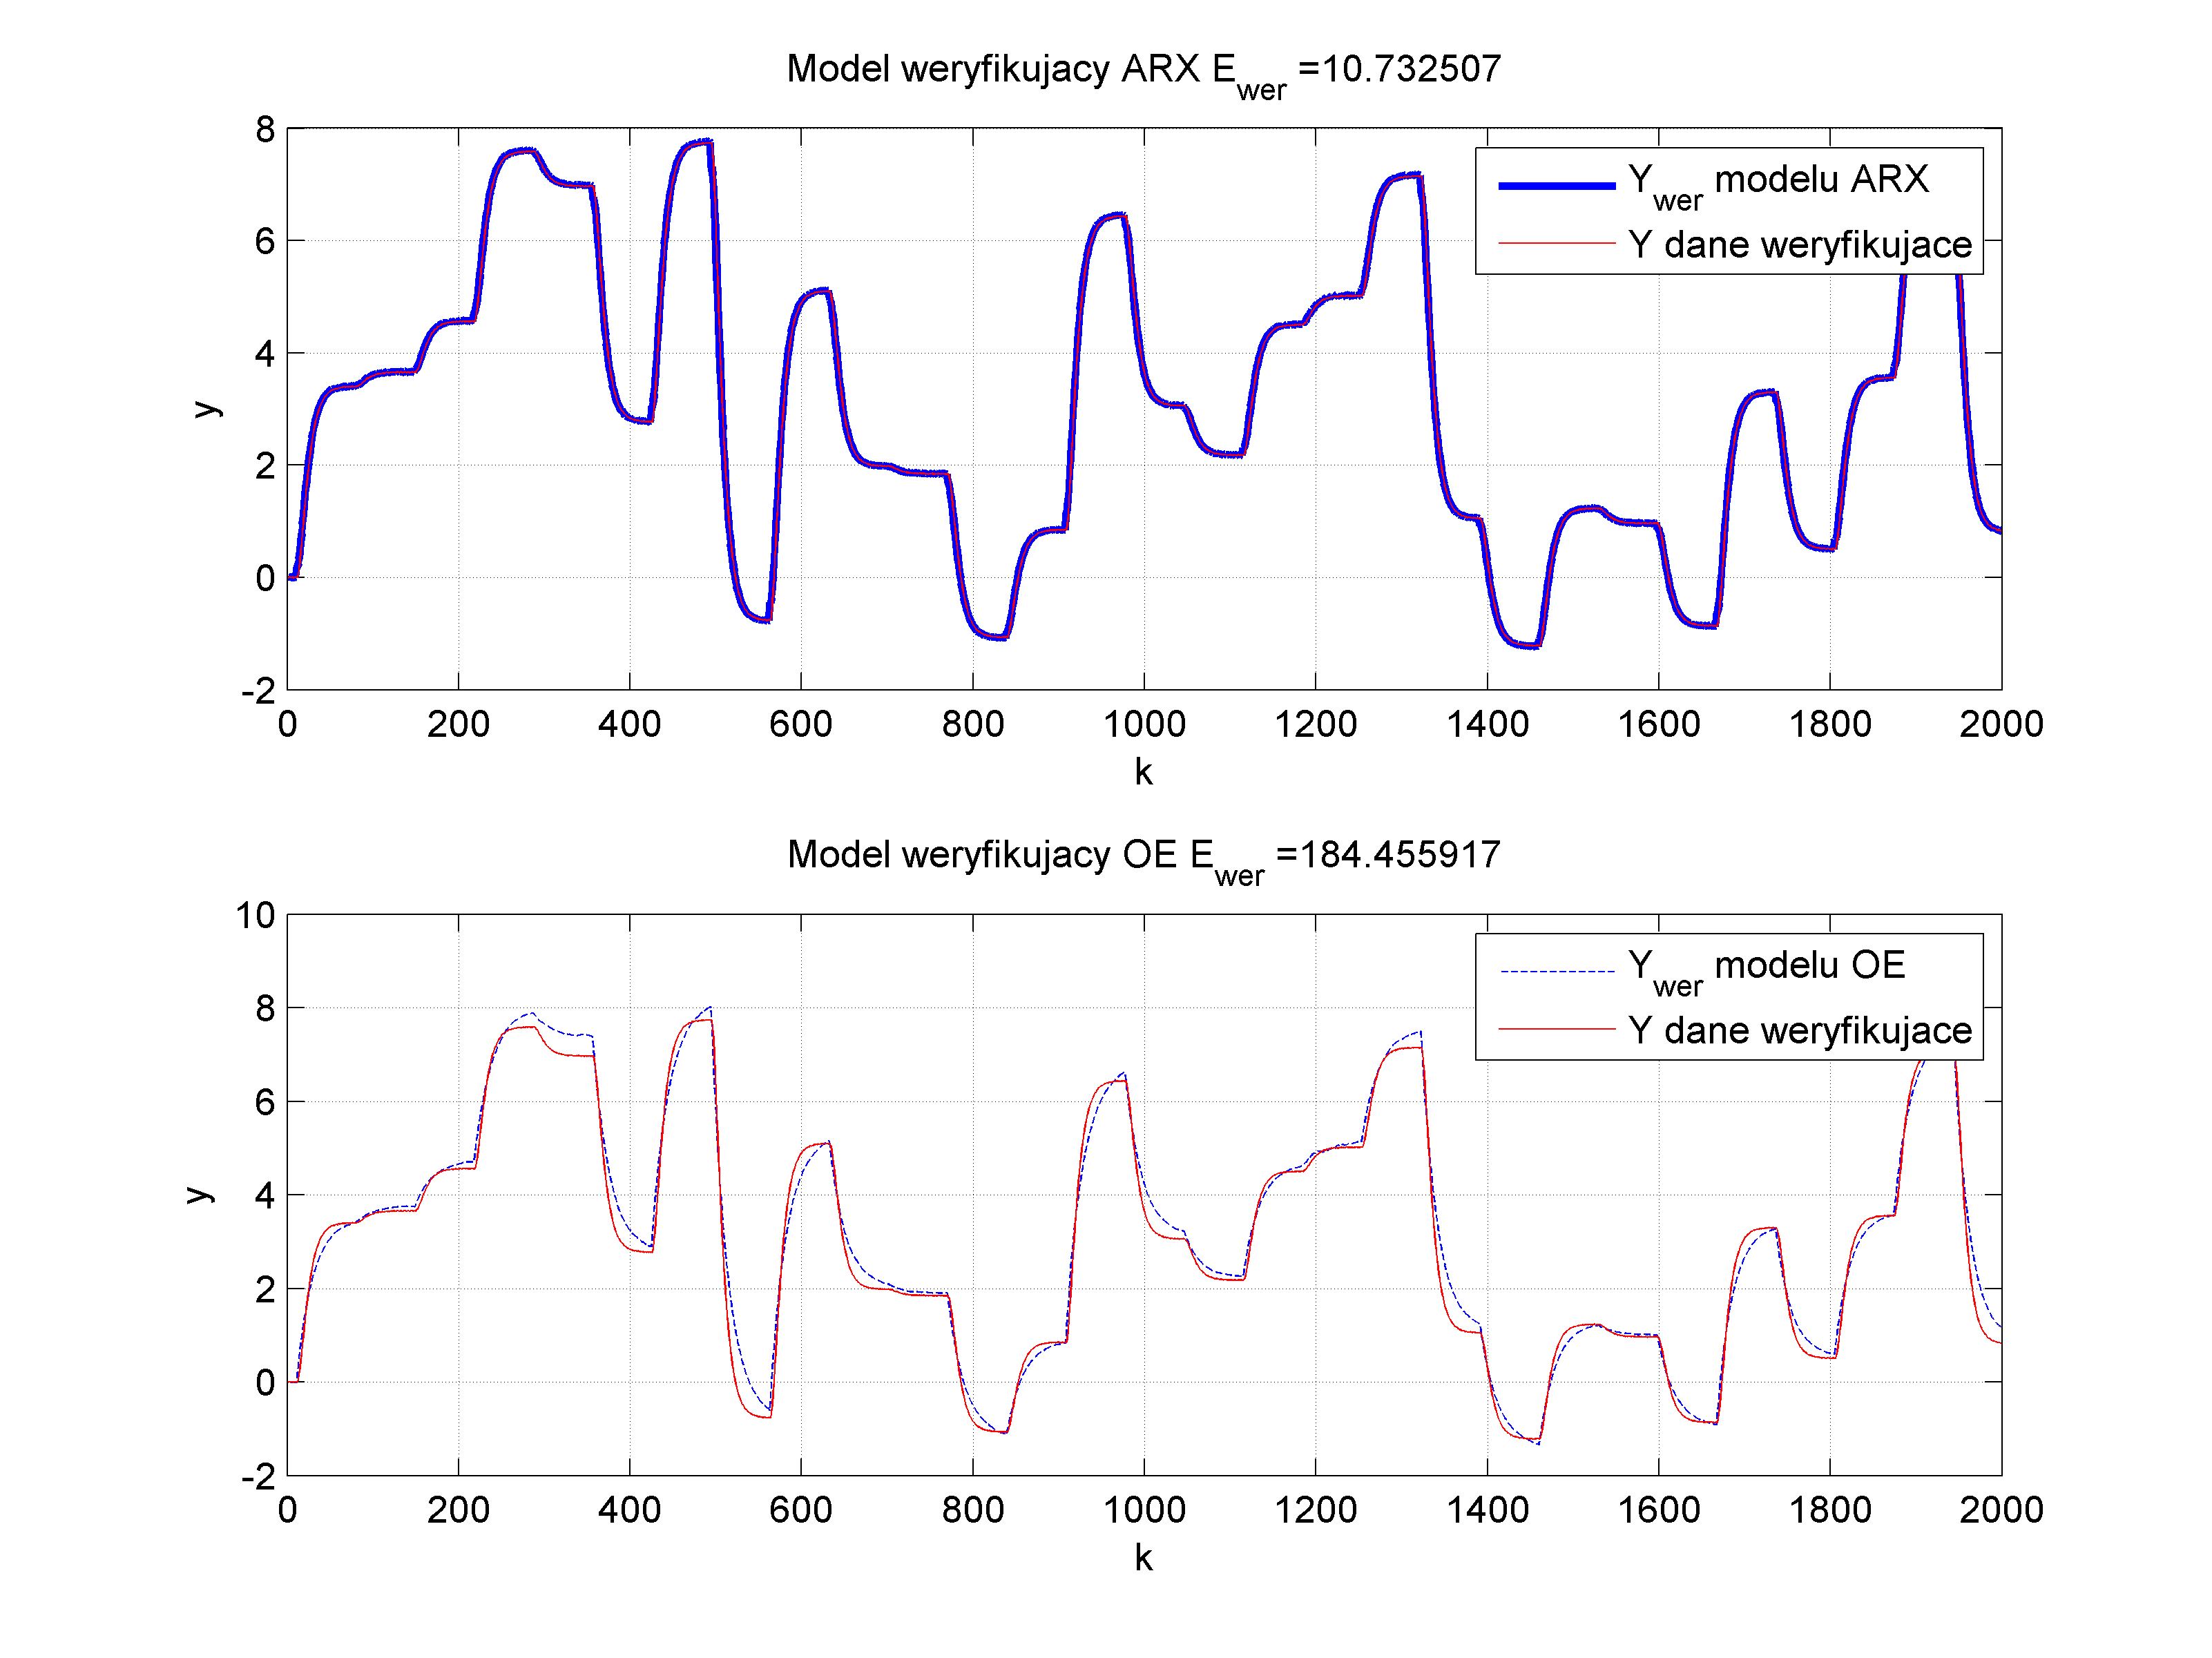 Model weryfikujacy ARX E_wer =10.732507
8
6
4
2
0
-2
y
Y_wer modelu ARX
Y dane weryfikujace
0 200 400 600 800 1000 1200 1400 1600 1800 2000
k
Model weryfikujacy OE E_wer =184.455917
10
8
6
4
2
0
-2
y
Y_wer modelu OE
Y dane weryfikujace
0 200 400 600 800 1000 1200 1400 1600 1800 2000
k